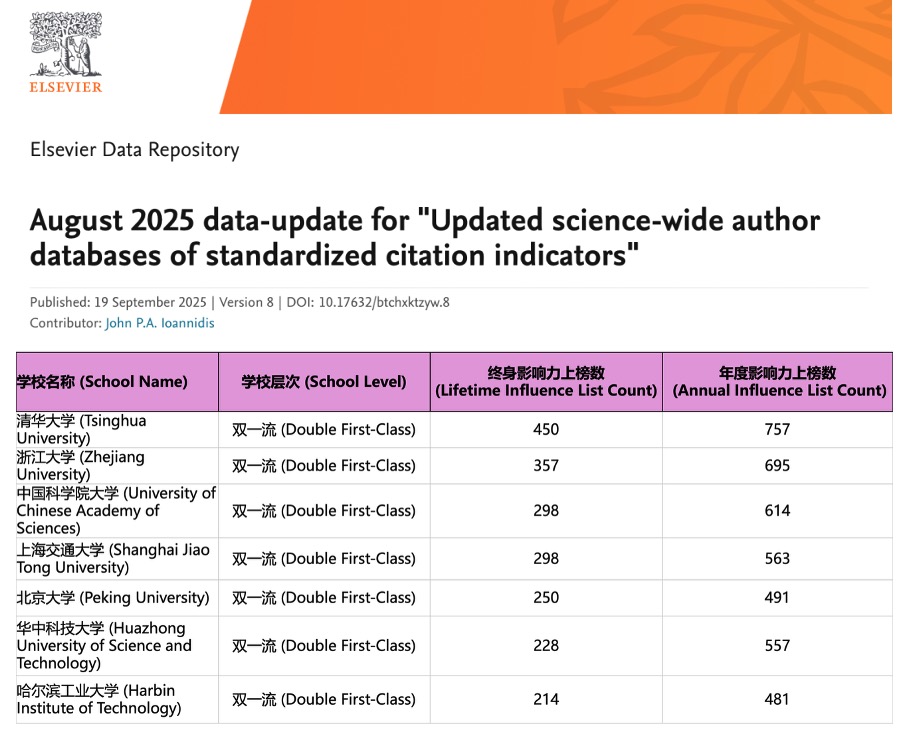 ELSEVIER
Elsevier Data Repository
August 2025 data-update for "Updated science-wide author
databases of standardized citation indicators"
Published: 19 September 2025 | Version 8 | DOI: 10.17632/btchxktzyw.8
Contributor: John P.A. Ioannidis
学校名称 (School Name)
学校层次 (School Level)
终身影响力上榜数
(Lifetime Influence List Count)
年度影响力上榜数
(Annual Influence List Count)
清华大学 (Tsinghua
University)
双一流 (Double First-Class)
450
757
浙江大学 (Zhejiang
University)
双一流 (Double First-Class)
357
695
中国科学院大学 (University of
Chinese Academy of
Sciences)
双一流 (Double First-Class)
298
614
上海交通大学 (Shanghai Jiao
Tong University)
双一流 (Double First-Class)
298
563
北京大学 (Peking University)
双一流 (Double First-Class)
250
491
华中科技大学 (Huazhong
University of Science and
Technology)
双一流 (Double First-Class)
228
557
哈尔滨工业大学 (Harbin
Institute of Technology)
双一流 (Double First-Class)
214
481